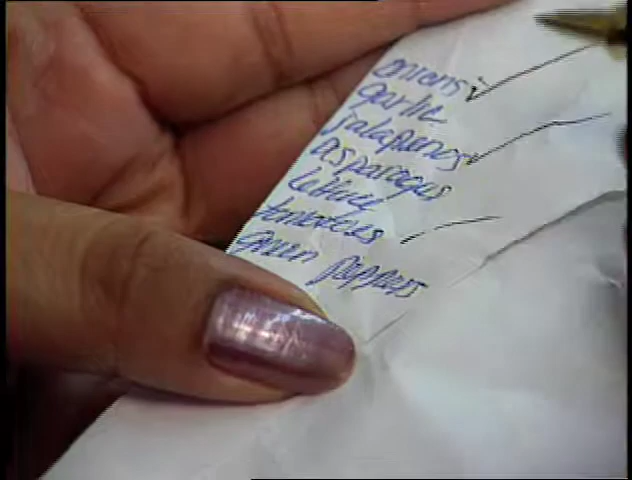 onions
garlic
jalapenos
asparagus
lettuce
tomatoes
green peppers